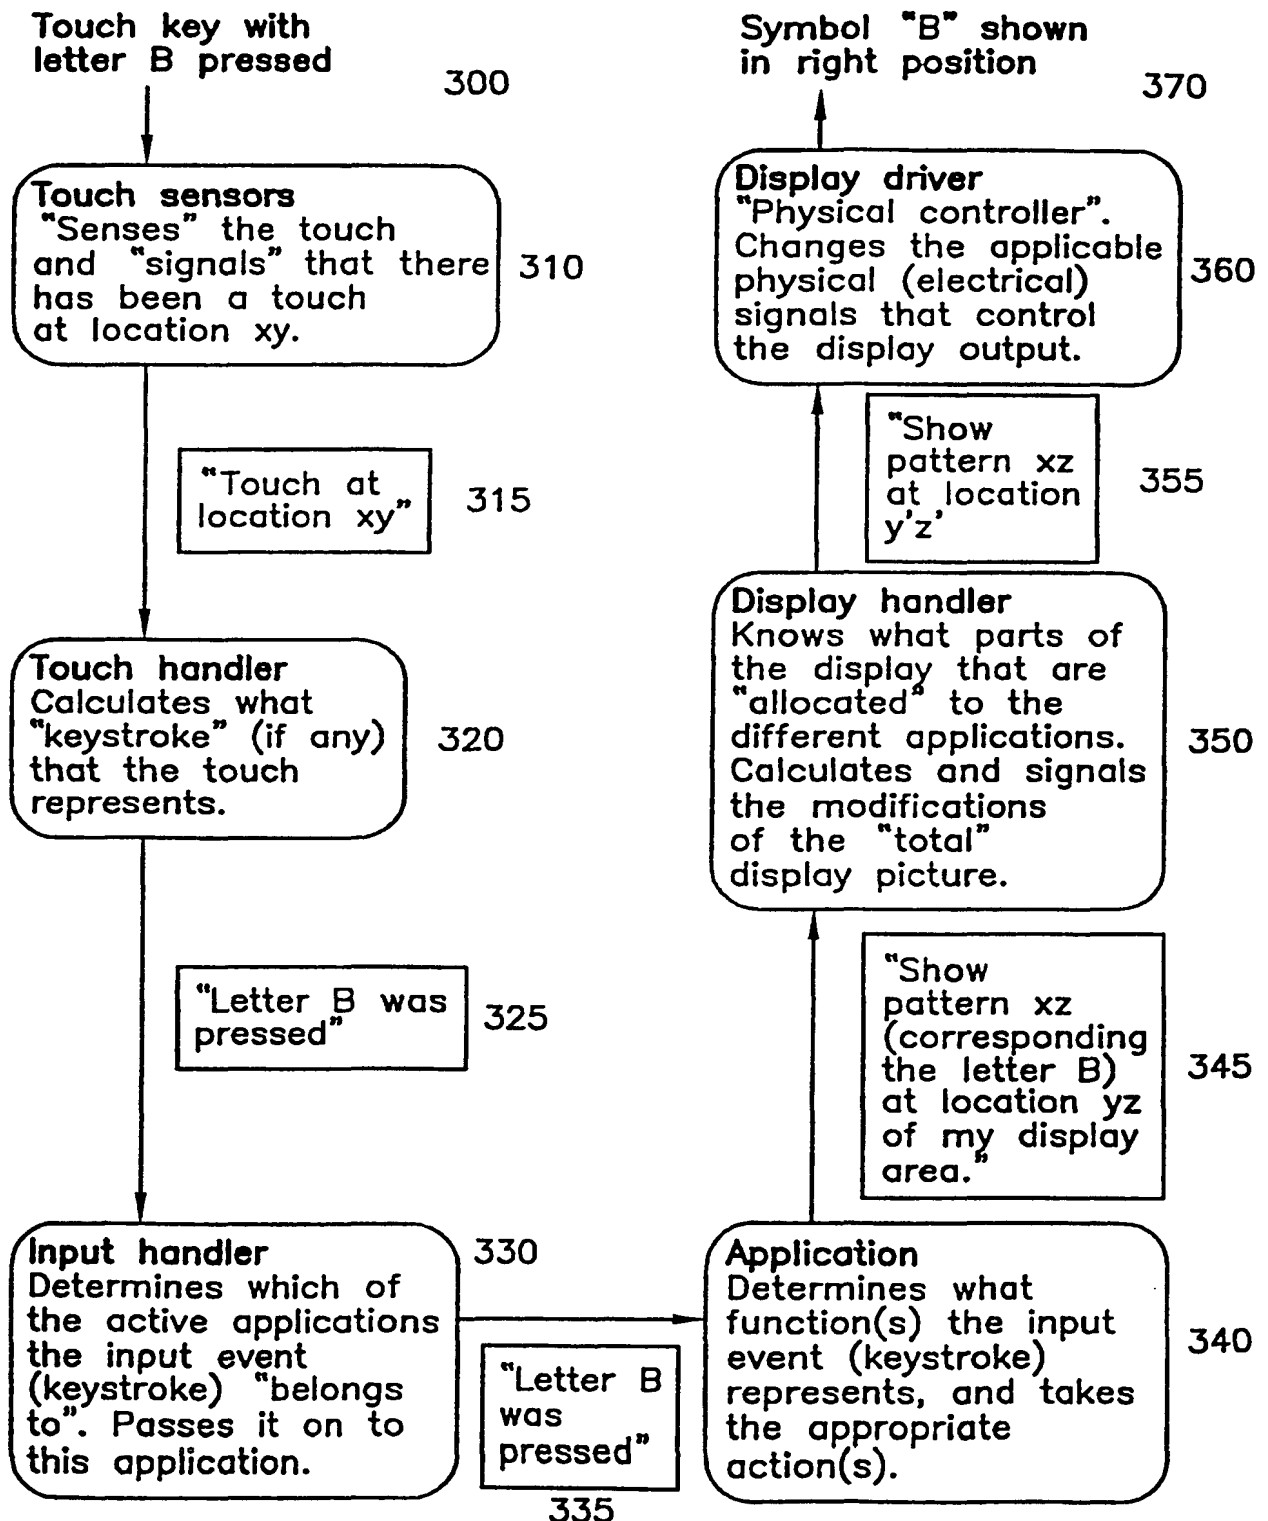 Touch key with
letter B pressed
300
Touch sensors
“Senses” the touch
and “signals” that there
has been a touch
at location xy.
310
“Touch at
location xy”
315
Touch handler
Calculates what
“keystroke” (if any)
that the touch
represents.
320
“Letter B was
pressed”
325
Input handler
Determines which of
the active applications
the input event
(keystroke) “belongs
to”. Passes it on to
this application.
330
“Letter B
was
pressed”
335
Application
Determines what
function(s) the input
event (keystroke)
represents, and takes
the appropriate
action(s).
340
“Show
pattern xz
(corresponding
the letter B)
at location yz
of my display
area.”
345
Display handler
Knows what parts of
the display that are
“allocated” to the
different applications.
Calculates and signals
the modifications
of the “total”
display picture.
350
“Show
pattern xz
at location
y'z'
355
Display driver
“Physical controller”.
Changes the applicable
physical (electrical)
signals that control
the display output.
360
Symbol “B” shown
in right position
370